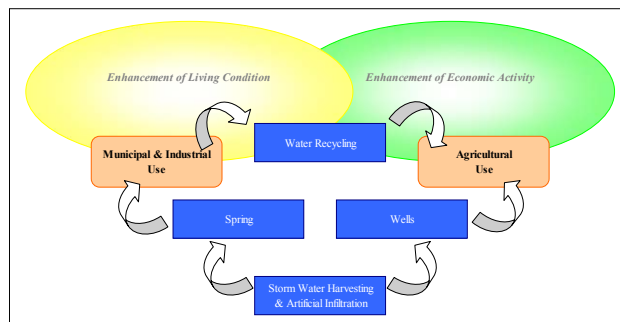 Enhancement of Living Condition
Enhancement of Economic Activity
Water Recycling
Municipal & Industrial
Use
Agricultural
Use
Spring
Wells
Storm Water Harvesting
& Artificial Infiltration